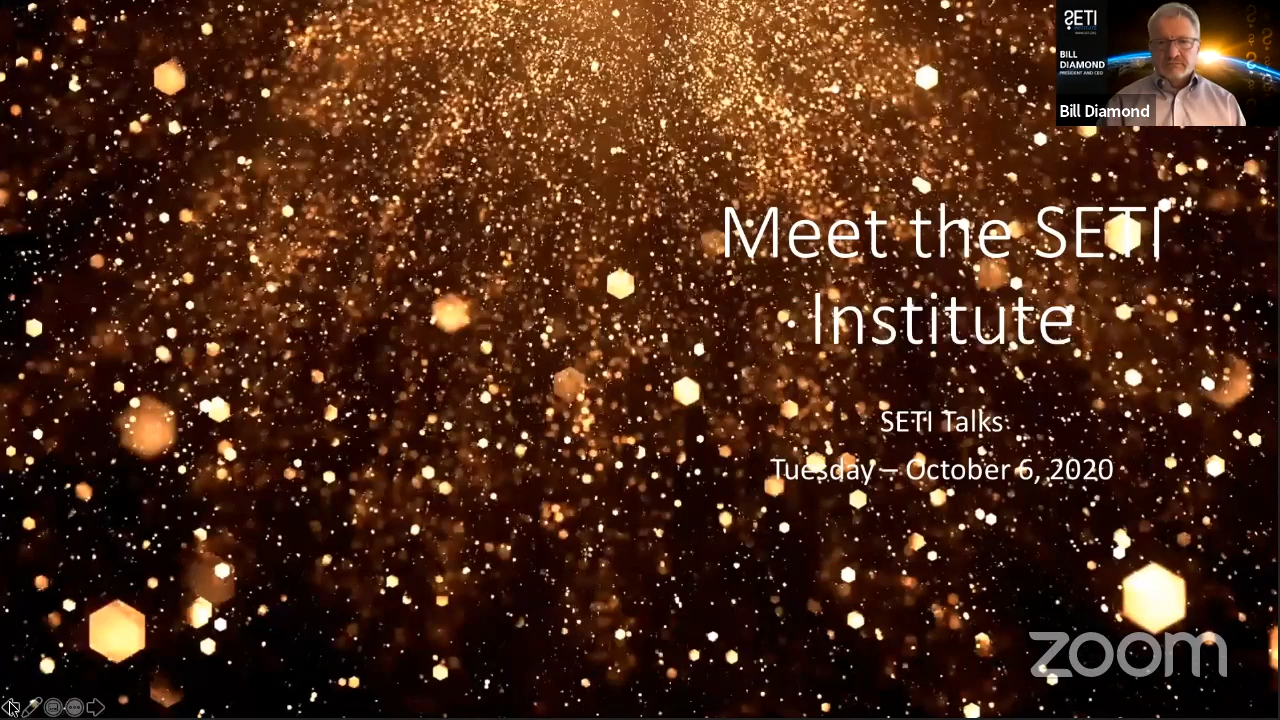 SETI
INSTITUTE
BILL
DIAMOND
PRESIDENT AND CEO
Bill Diamond
Meet the SETI
Institute
SETI Talks
Tuesday – October 6, 2020
zoom